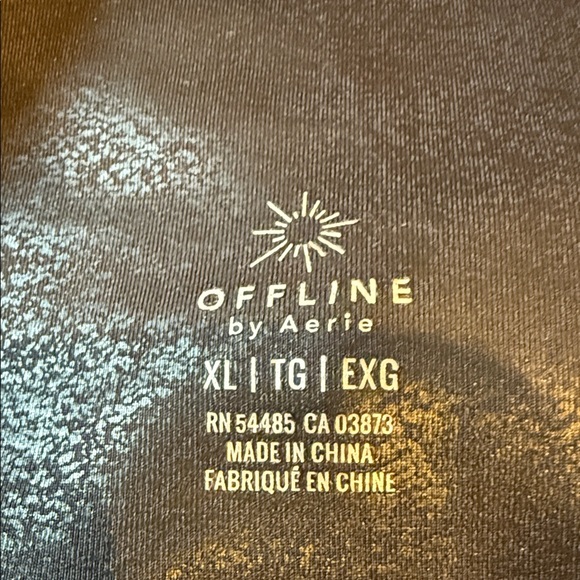 OFFLINE
by Aerie
XL | TG | EXG
RN 54485 CA 03873
MADE IN CHINA
FABRIQUÉ EN CHINE